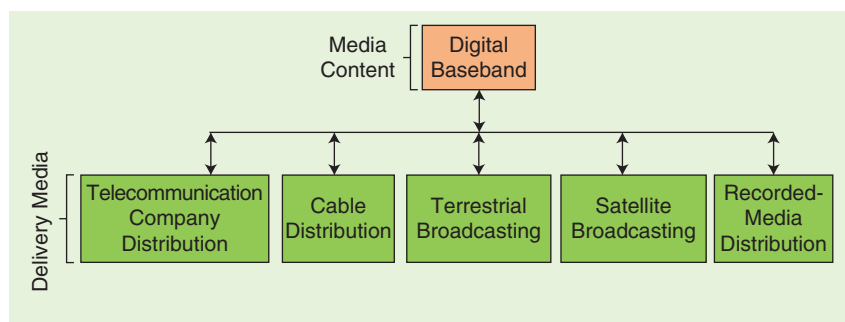 Media
Content
Digital
Baseband
Delivery Media
Telecommunication
Company
Distribution
Cable
Distribution
Terrestrial
Broadcasting
Satellite
Broadcasting
Recorded-
Media
Distribution